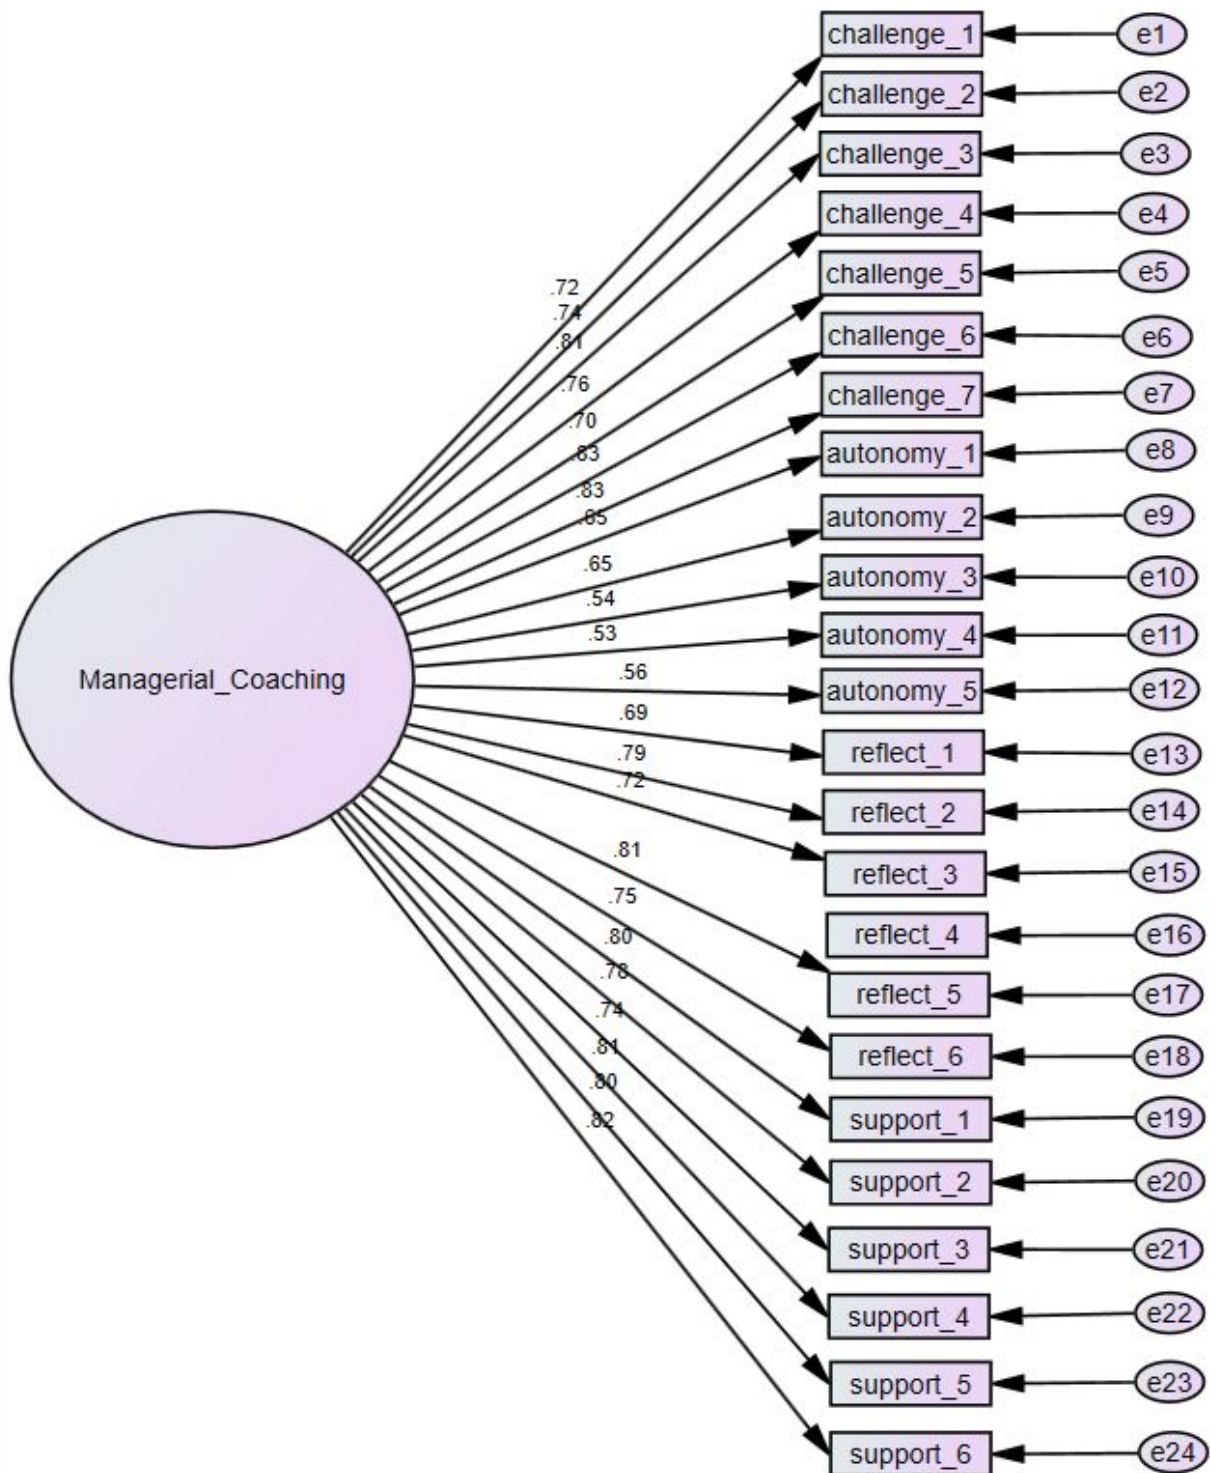 challenge_1 e1
challenge_2 e2
challenge_3 e3
challenge_4 e4
challenge_5 e5
challenge_6 e6
challenge_7 e7
autonomy_1 e8
autonomy_2 e9
autonomy_3 e10
autonomy_4 e11
autonomy_5 e12
reflect_1 e13
reflect_2 e14
reflect_3 e15
reflect_4 e16
reflect_5 e17
reflect_6 e18
support_1 e19
support_2 e20
support_3 e21
support_4 e22
support_5 e23
support_6 e24
.72
.74
.81
.76
.70
.83
.83
.65
.65
.54
.53
.56
.69
.79
.72
.81
.75
.80
.78
.74
.81
.80
.82
Managerial_Coaching